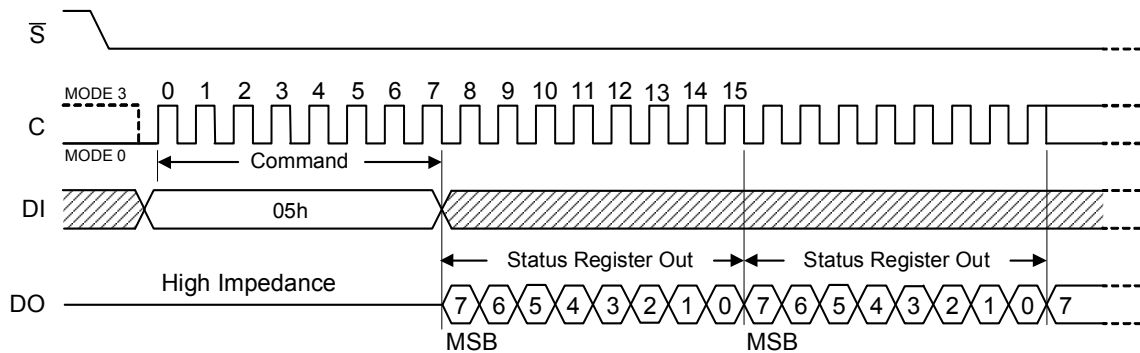 S
MODE 3
0 1 2 3 4 5 6 7 8 9 10 11 12 13 14 15
C
MODE 0
Command
DI
05h
High Impedance
Status Register Out
Status Register Out
DO
7 6 5 4 3 2 1 0 7 6 5 4 3 2 1 0 7
MSB
MSB